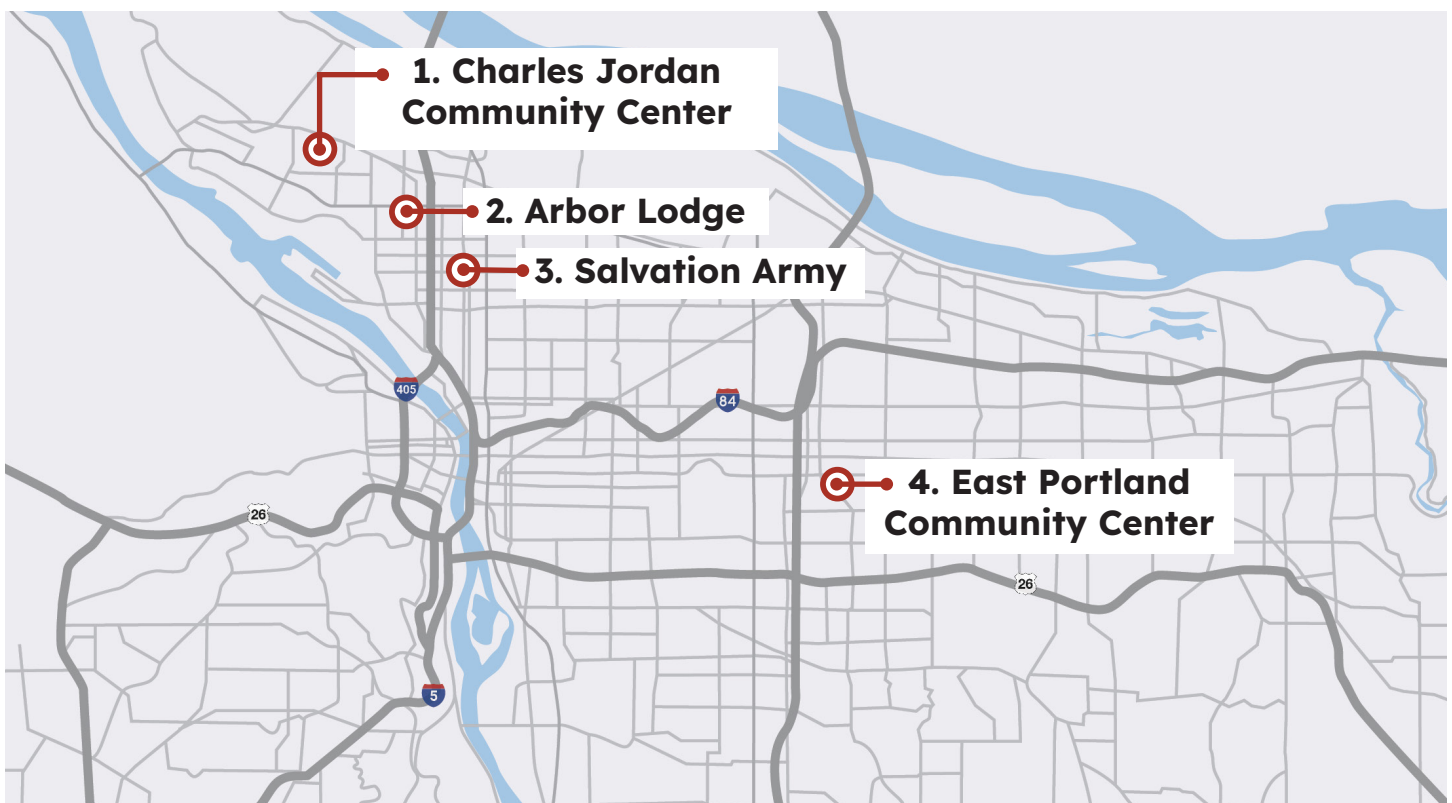 1. Charles Jordan
Community Center
2. Arbor Lodge
3. Salvation Army
405
84
4. East Portland
Community Center
26
26
5